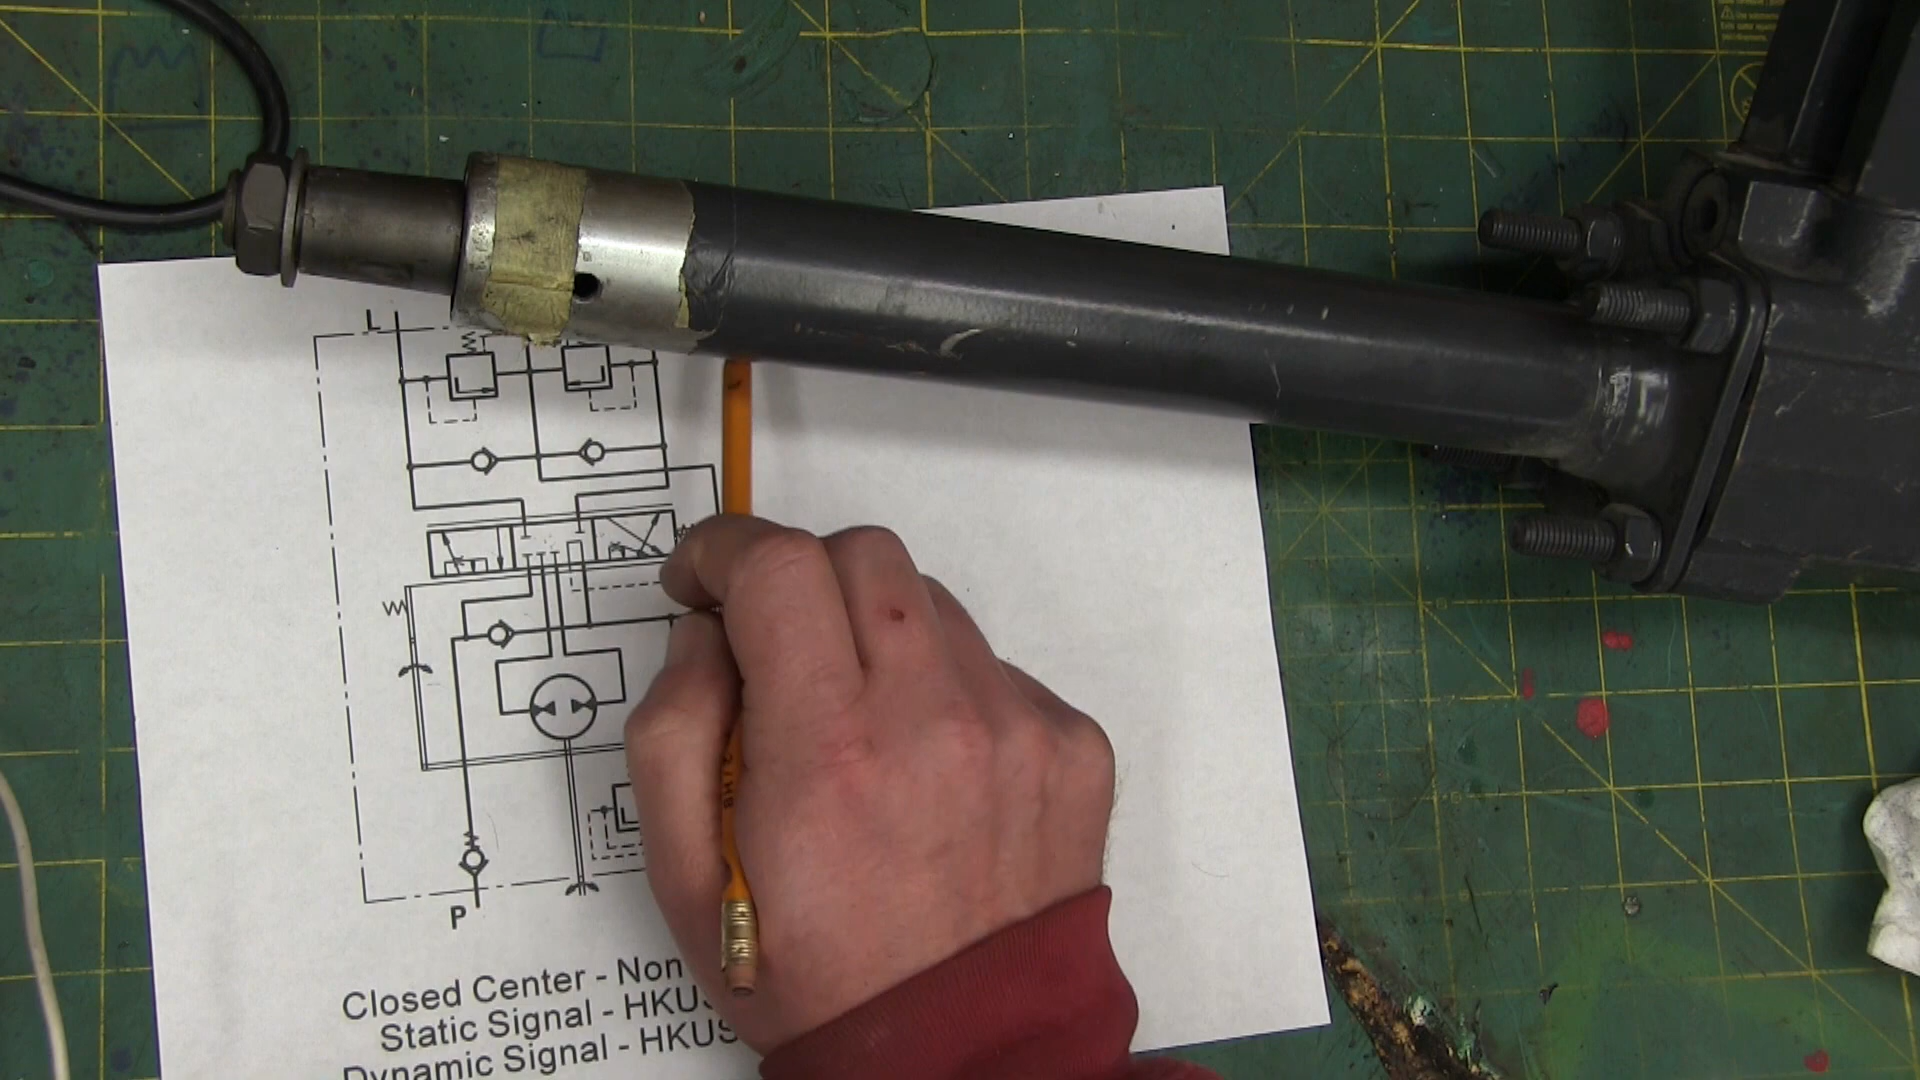 L
P
Closed Center - Non
Static Signal - HKUS
Dynamic Signal - HKUS